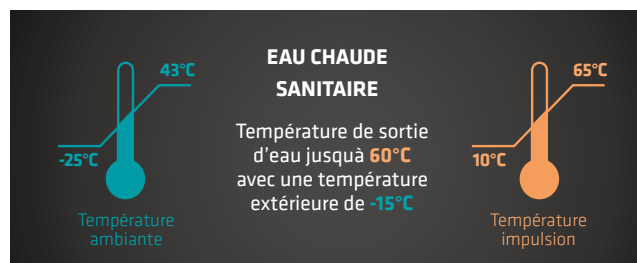 43°C
-25°C
Température
ambiante
EAU CHAUDE
SANITAIRE
Température de sortie
d'eau jusquà 60°C
avec une température
extérieure de -15°C
65°C
10°C
Température
impulsion